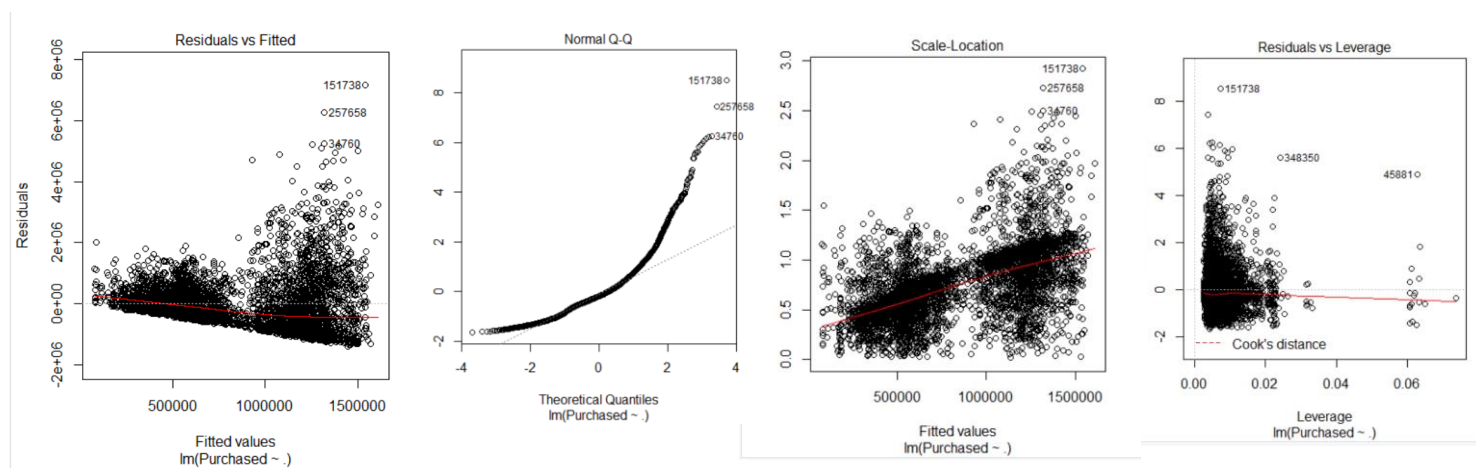 Residuals vs Fitted
Residuals
-2e+06
0e+00
2e+06
4e+06
6e+06
8e+06
151738
257658
34760
500000
1000000
1500000
Fitted values
lm(Purchased ~ .)
Normal Q-Q
-2
0
2
4
6
8
151738
257658
34760
-4
-2
0
2
4
Theoretical Quantiles
lm(Purchased ~ .)
Scale-Location
0.0
0.5
1.0
1.5
2.0
2.5
3.0
151738
257658
34760
500000
1000000
1500000
Fitted values
lm(Purchased ~ .)
Residuals vs Leverage
-2
0
2
4
6
8
151738
348350
45881
Cook's distance
0.00
0.02
0.04
0.06
Leverage
lm(Purchased ~ .)